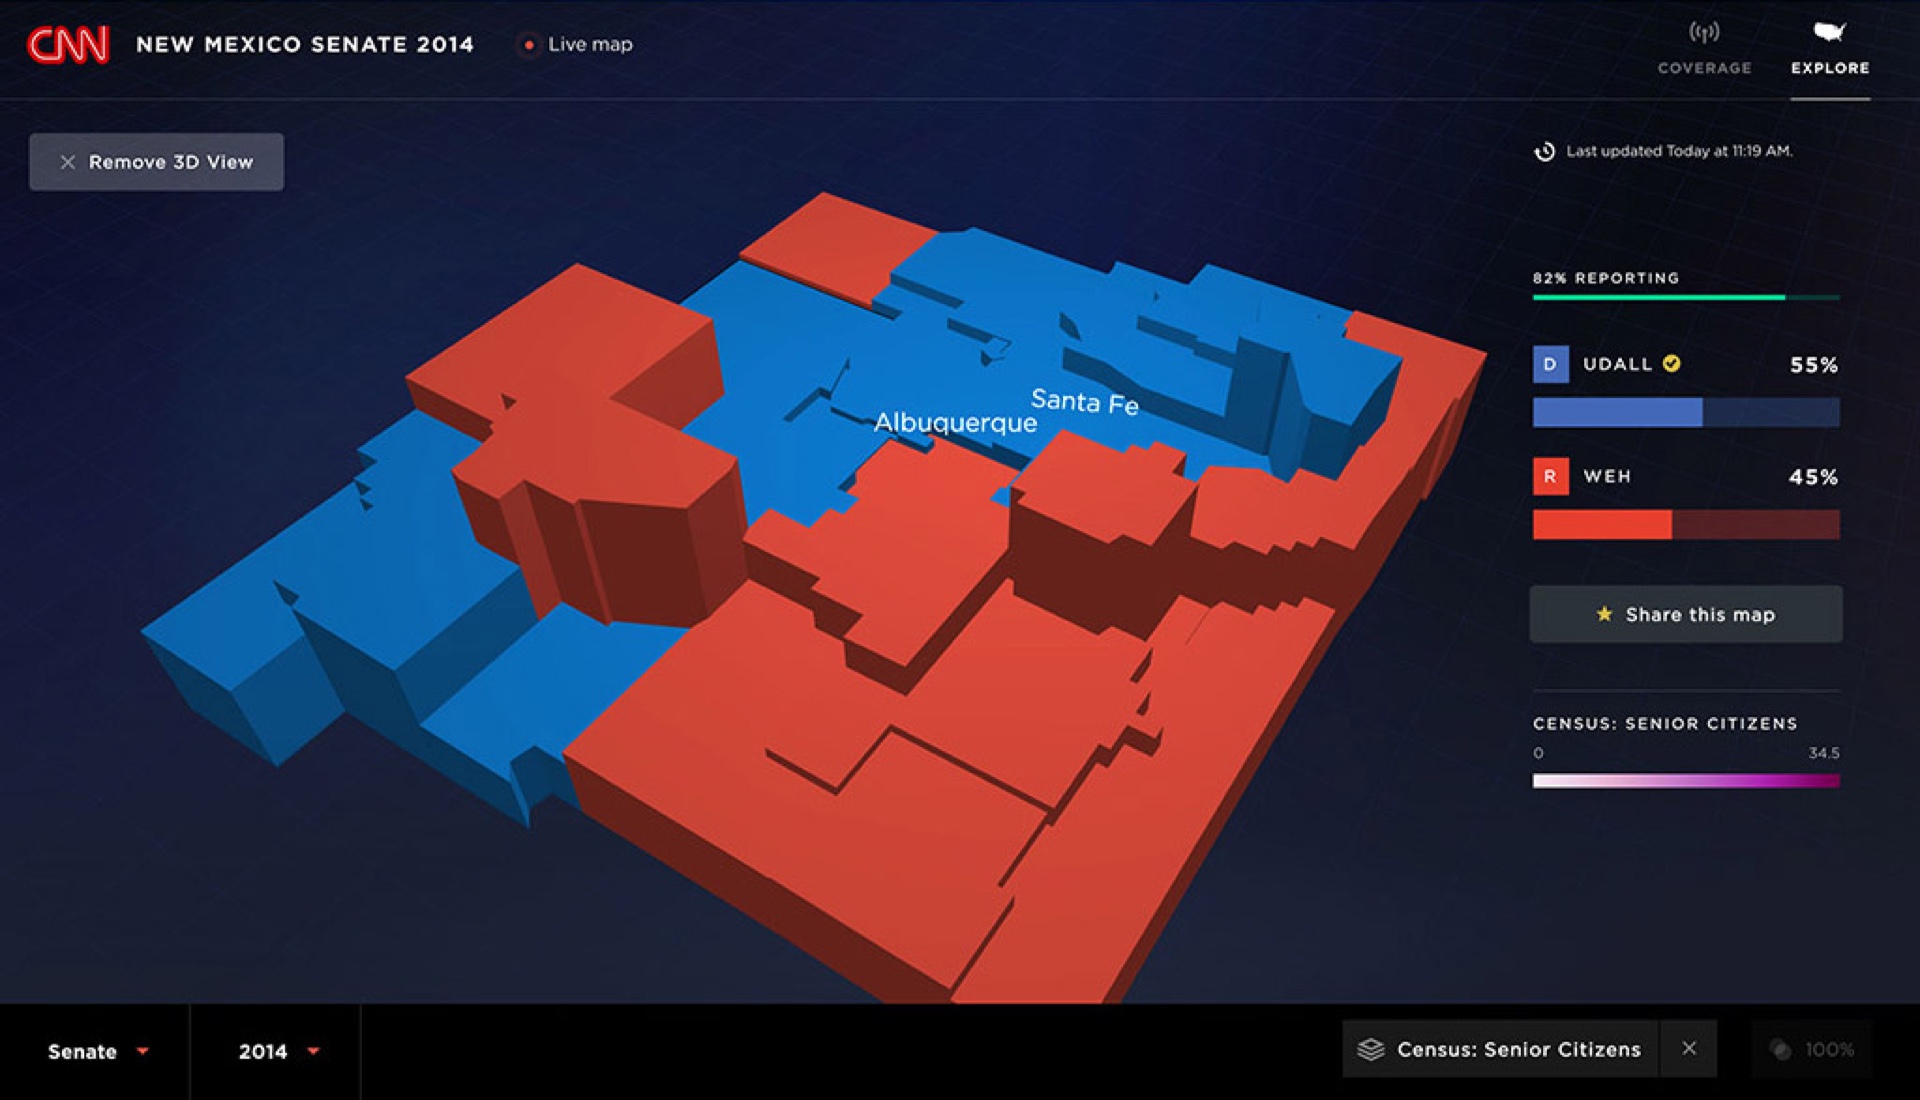 CNN
NEW MEXICO SENATE 2014
Live map
COVERAGE
EXPLORE
Remove 3D View
Last updated Today at 11:19 AM.
82% REPORTING
D UDALL 55%
R WEH 45%
Share this map
CENSUS: SENIOR CITIZENS
0 34.5
Santa Fe
Albuquerque
Senate
2014
Census: Senior Citizens
100%